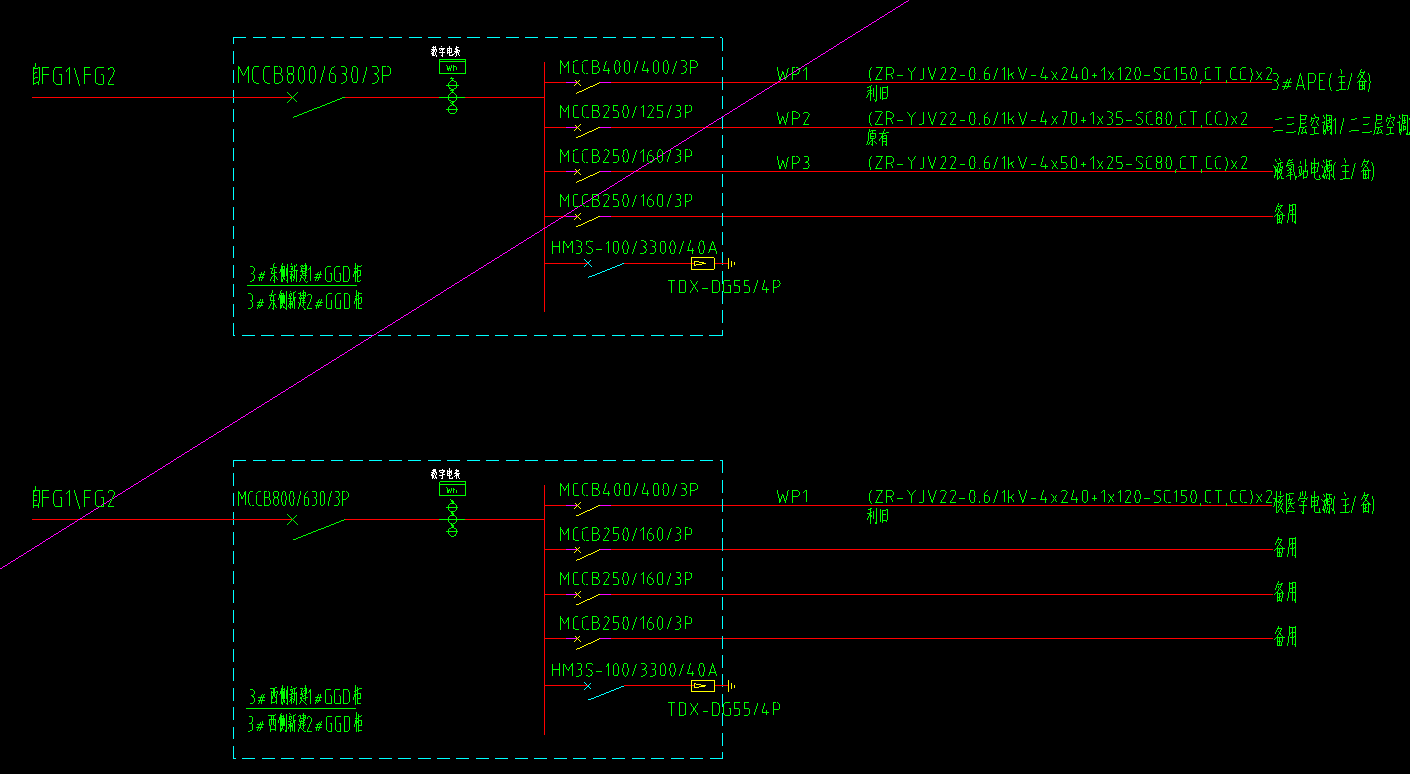 数字电表
自FG1\FG2
MCCB800/630/3P
Wh
MCCB400/400/3P
WP1
(ZR-YJV22-0.6/1kV-4x240+1x120-SC150,CT,CC)x2
3#APE(主/备)
利旧
MCCB250/125/3P
WP2
(ZR-YJV22-0.6/1kV-4x70+1x35-SC80,CT,CC)x2
二三层空调1/二三层空调
原有
MCCB250/160/3P
WP3
(ZR-YJV22-0.6/1kV-4x50+1x25-SC80,CT,CC)x2
液氧站电源(主/备)
MCCB250/160/3P
备用
HM3S-100/3300/40A
TDX-DG55/4P
3#东侧新建1#GGD柜
3#东侧新建2#GGD柜
数字电表
自FG1\FG2
MCCB800/630/3P
Wh
MCCB400/400/3P
WP1
(ZR-YJV22-0.6/1kV-4x240+1x120-SC150,CT,CC)x2
核医学电源(主/备)
利旧
MCCB250/160/3P
备用
MCCB250/160/3P
备用
MCCB250/160/3P
备用
HM3S-100/3300/40A
TDX-DG55/4P
3#西侧新建1#GGD柜
3#西侧新建2#GGD柜